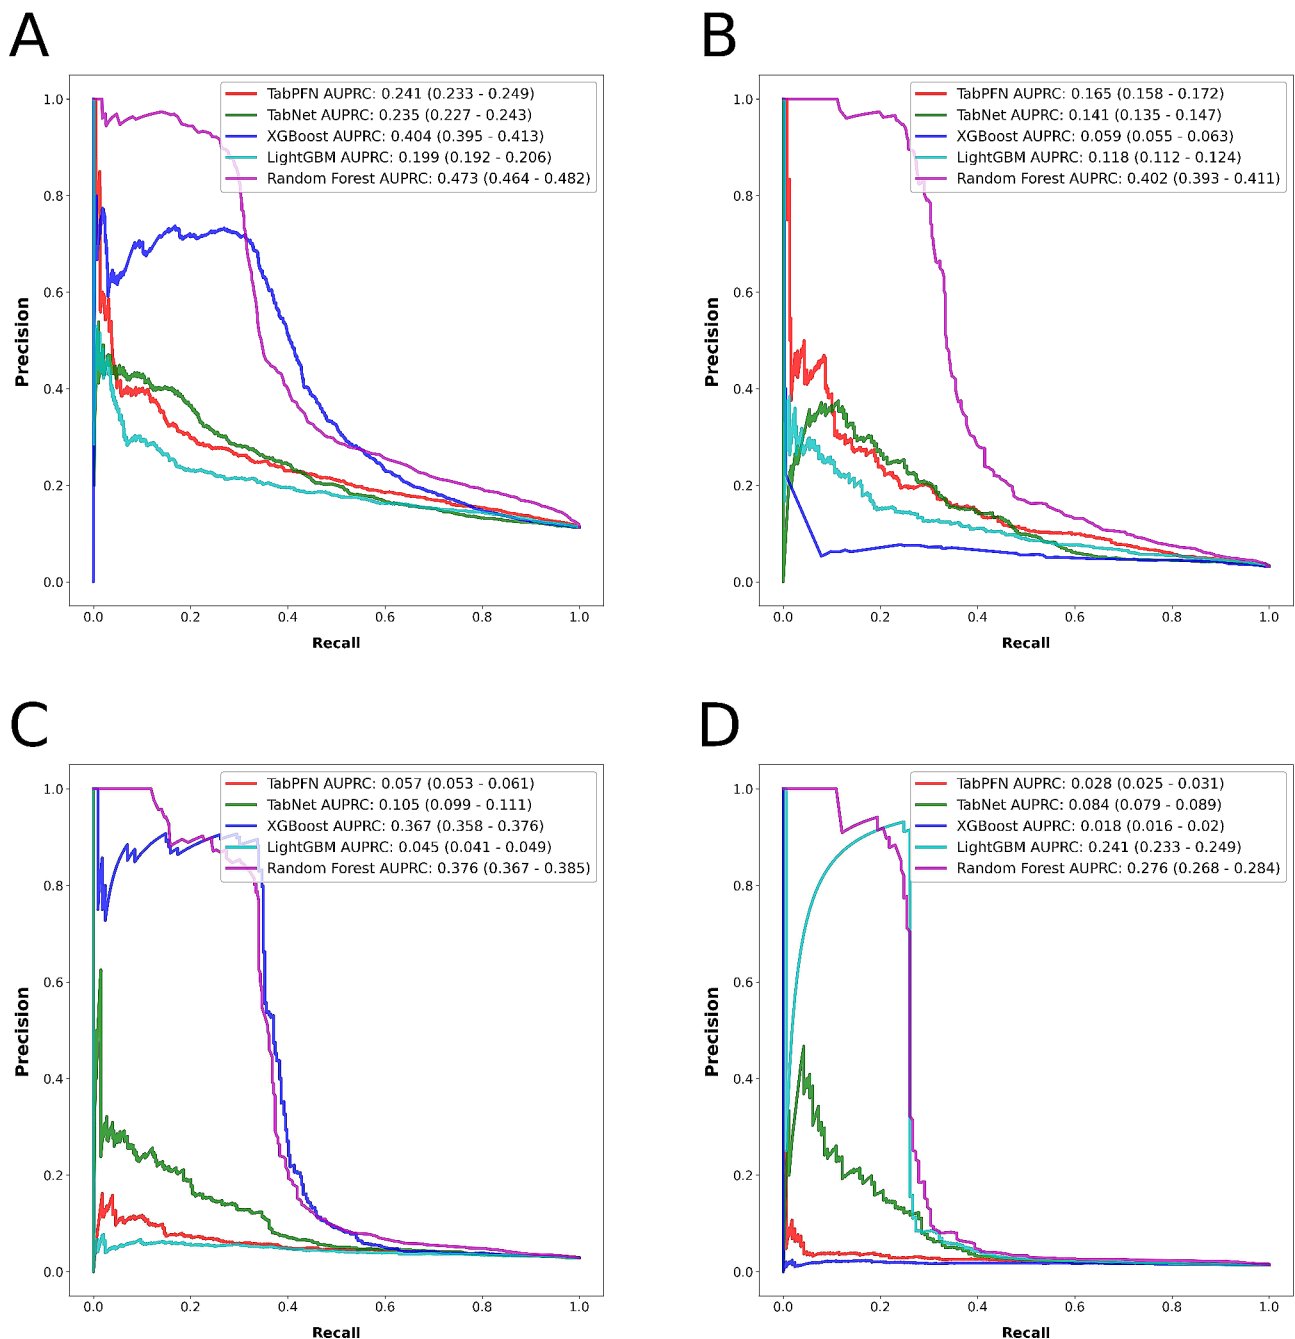 A
1.0
0.8
0.6
0.4
0.2
0.0
Precision
TabPFN AUPRC: 0.241 (0.233 - 0.249)
TabNet AUPRC: 0.235 (0.227 - 0.243)
XGBoost AUPRC: 0.404 (0.395 - 0.413)
LightGBM AUPRC: 0.199 (0.192 - 0.206)
Random Forest AUPRC: 0.473 (0.464 - 0.482)
0.0 0.2 0.4 0.6 0.8 1.0
Recall
B
1.0
0.8
0.6
0.4
0.2
0.0
Precision
TabPFN AUPRC: 0.165 (0.158 - 0.172)
TabNet AUPRC: 0.141 (0.135 - 0.147)
XGBoost AUPRC: 0.059 (0.055 - 0.063)
LightGBM AUPRC: 0.118 (0.112 - 0.124)
Random Forest AUPRC: 0.402 (0.393 - 0.411)
0.0 0.2 0.4 0.6 0.8 1.0
Recall
C
1.0
0.8
0.6
0.4
0.2
0.0
Precision
TabPFN AUPRC: 0.057 (0.053 - 0.061)
TabNet AUPRC: 0.105 (0.099 - 0.111)
XGBoost AUPRC: 0.367 (0.358 - 0.376)
LightGBM AUPRC: 0.045 (0.041 - 0.049)
Random Forest AUPRC: 0.376 (0.367 - 0.385)
0.0 0.2 0.4 0.6 0.8 1.0
Recall
D
1.0
0.8
0.6
0.4
0.2
0.0
Precision
TabPFN AUPRC: 0.028 (0.025 - 0.031)
TabNet AUPRC: 0.084 (0.079 - 0.089)
XGBoost AUPRC: 0.018 (0.016 - 0.02)
LightGBM AUPRC: 0.241 (0.233 - 0.249)
Random Forest AUPRC: 0.276 (0.268 - 0.284)
0.0 0.2 0.4 0.6 0.8 1.0
Recall